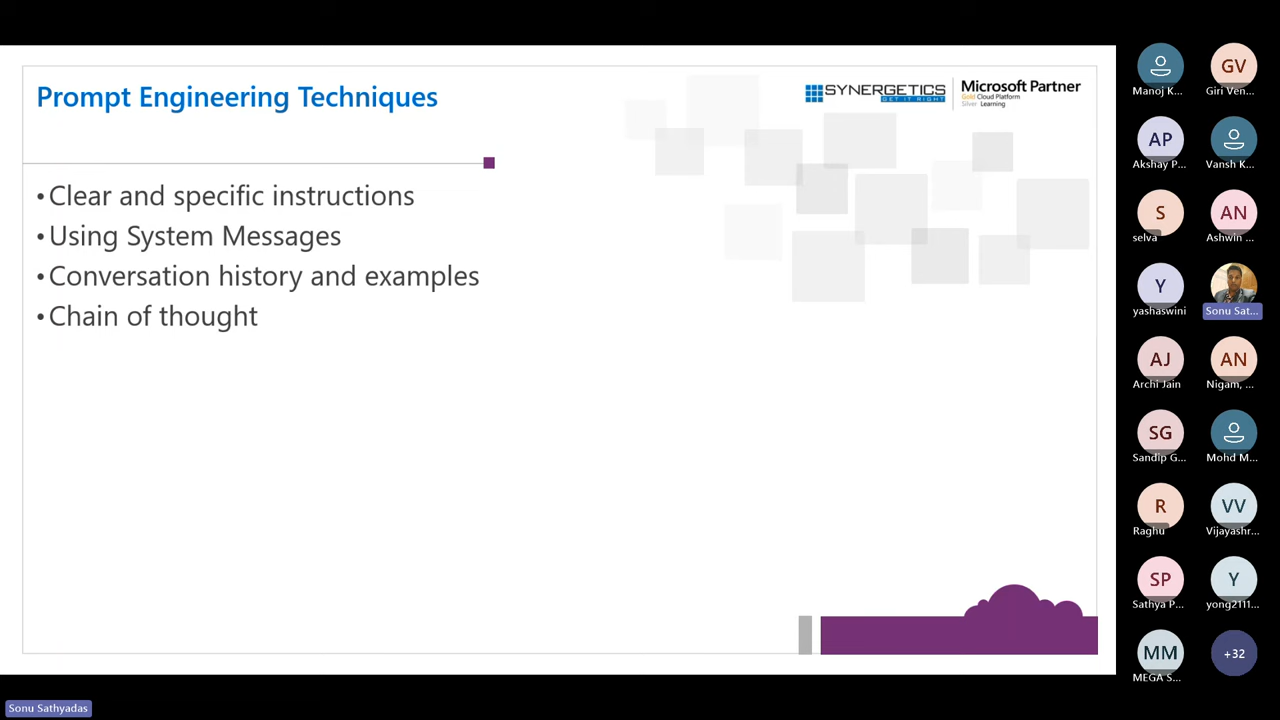 Prompt Engineering Techniques
SYNERGETICS
GET IT RIGHT
Microsoft Partner
Gold Cloud Platform
Silver Learning
•Clear and specific instructions
•Using System Messages
•Conversation history and examples
•Chain of thought
Manoj K...
GV
Giri Ven...
AP
Akshay P...
Vansh K...
S
selva
AN
Ashwin ...
Y
yashaswini
Sonu Sat...
AJ
Archi Jain
AN
Nigam, ...
SG
Sandip G...
Mohd M...
R
Raghu
VV
Vijayashr...
SP
Sathya P...
Y
yong2111...
MM
MEGA S...
+32
Sonu Sathyadas